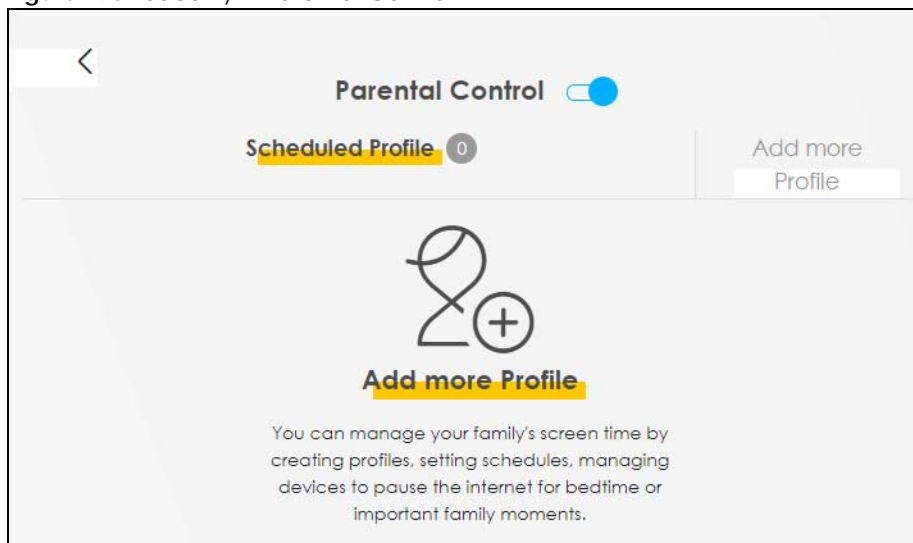 Parental Control
Scheduled Profile 0
Add more
Profile
Add more Profile
You can manage your family's screen time by
creating profiles, setting schedules, managing
devices to pause the internet for bedtime or
important family moments.